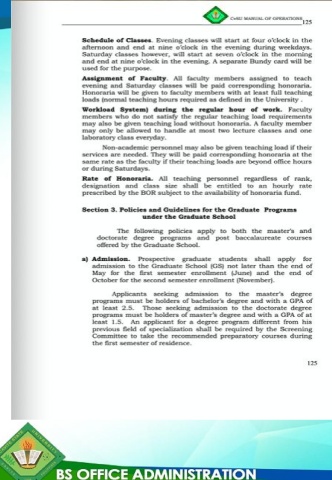 CvSU MANUAL OF OPERATIONS
125
Schedule of Classes. Evening classes will start at four o'clock in the
afternoon and end at nine o'clock in the evening during weekdays.
Saturday classes however, will start at seven o'clock in the morning
and end at nine o'clock in the evening. A separate Bundy card will be
used for the purpose.
Assignment of Faculty. All faculty members assigned to teach
evening and Saturday classes will be paid corresponding honoraria.
Honoraria will be given to faculty members with at least full teaching
loads (normal teaching hours required as defined in the University .
Workload System) during the regular hour of work. Faculty
members who do not satisfy the regular teaching load requirements
may also be given teaching load without honoraria. A faculty member
may only be allowed to handle at most two lecture classes and one
laboratory class everyday.
Non-academic personnel may also be given teaching load if their
services are needed. They will be paid corresponding honoraria at the
same rate as the faculty if their teaching loads are beyond office hours
or during Saturdays.
Rate of Honoraria. All teaching personnel regardless of rank,
designation and class size shall be entitled to an hourly rate
prescribed by the BOR subject to the availability of honoraria fund.
Section 3. Policies and Guidelines for the Graduate Programs
under the Graduate School
The following policies apply to both the master's and
doctorate degree programs and post baccalaureate courses
offered by the Graduate School.
a) Admission. Prospective graduate students shall apply for
admission to the Graduate School (GS) not later than the end of
May for the first semester enrollment (June) and the end of
October for the second semester enrollment (November).
Applicants seeking admission to the master's degree
programs must be holders of bachelor's degree and with a GPA of
at least 2.5. Those seeking admission to the doctorate degree
programs must be holders of master's degree and with a GPA of at
least 1.5. An applicant for a degree program different from his
previous field of specialization shall be required by the Screening
Committee to take the recommended preparatory courses during
the first semester of residence.
125
BS OFFICE ADMINISTRATION